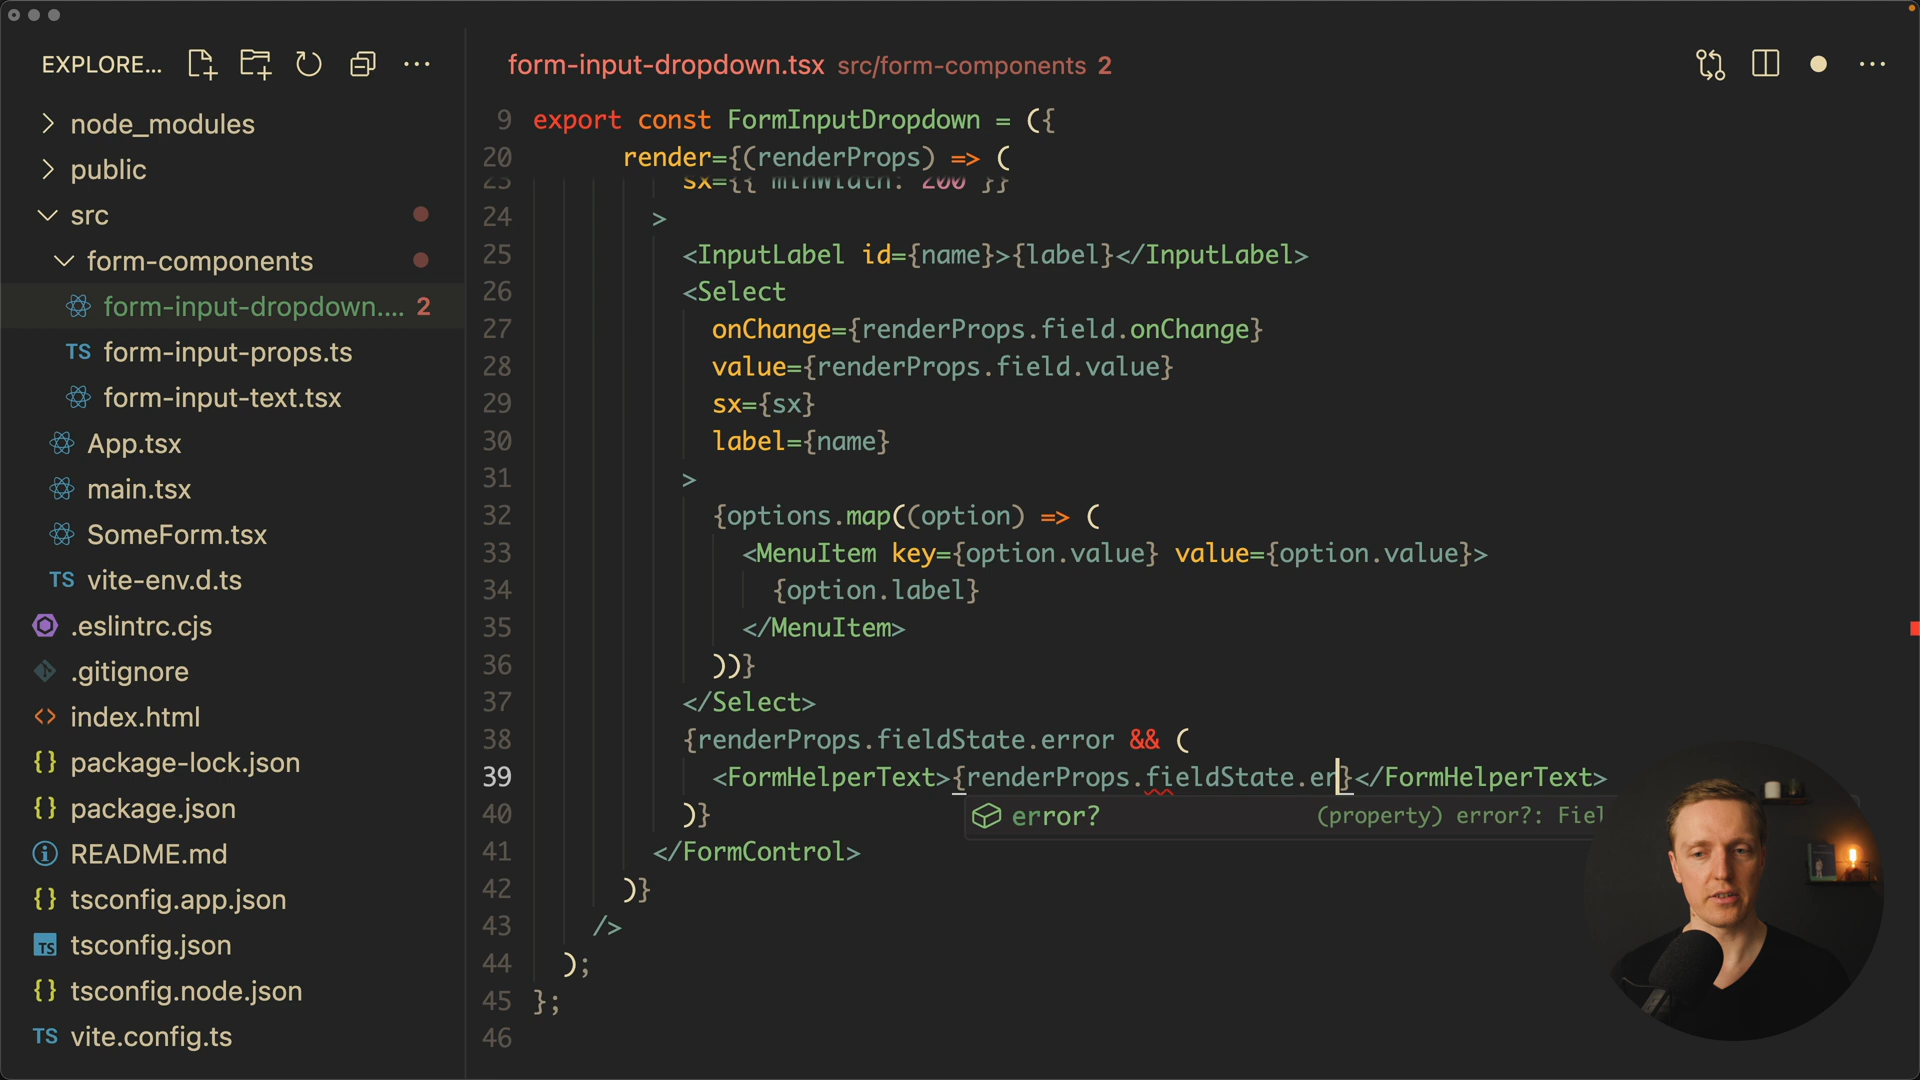 EXPLORE...
node_modules
public
src
form-components
form-input-dropdown.... 2
TS form-input-props.ts
form-input-text.tsx
App.tsx
main.tsx
SomeForm.tsx
TS vite-env.d.ts
.eslintrc.cjs
.gitignore
<> index.html
{} package-lock.json
{} package.json
README.md
{} tsconfig.app.json
TS tsconfig.json
{} tsconfig.node.json
TS vite.config.ts
form-input-dropdown.tsx src/form-components 2
9 export const FormInputDropdown = ({
20 render={(renderProps) => (
23 sx={{ minWidth: 200 }}
24 >
25 <InputLabel id={name}>{label}</InputLabel>
26 <Select
27 onChange={renderProps.field.onChange}
28 value={renderProps.field.value}
29 sx={sx}
30 label={name}
31 >
32 {options.map((option) => (
33 <MenuItem key={option.value} value={option.value}>
34 {option.label}
35 </MenuItem>
36 ))}
37 </Select>
38 {renderProps.fieldState.error && (
39 <FormHelperText>{renderProps.fieldState.er}</FormHelperText>
error? (property) error?: Fiel
40 )}
41 </FormControl>
42 )}
43 />
44 );
45 };
46